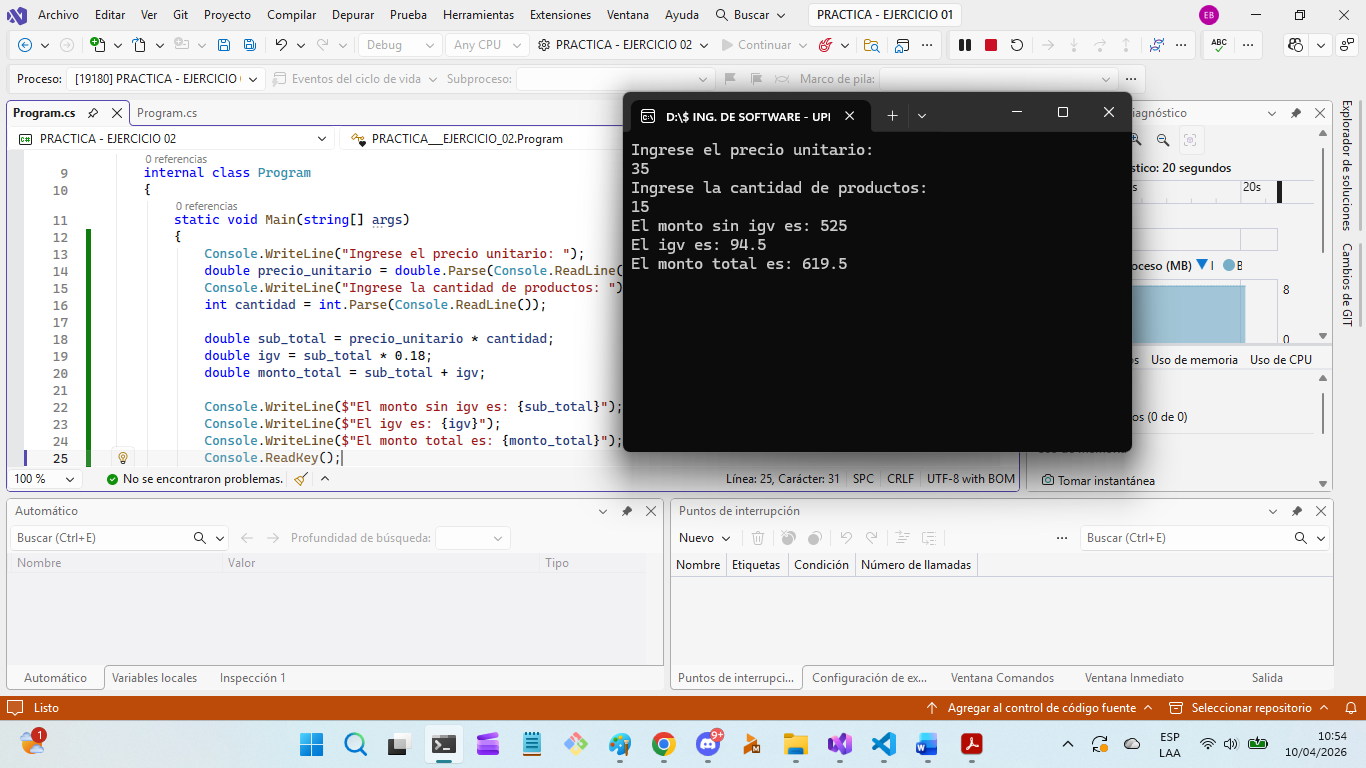 Archivo Editar Ver Git Proyecto Compilar Depurar Prueba Herramientas Extensiones Ventana Ayuda Buscar PRACTICA - EJERCICIO 01 EB
Debug Any CPU PRACTICA - EJERCICIO 02 Continuar ABC
Proceso: [19180] PRACTICA - EJERCICIO Eventos del ciclo de vida Subproceso: Marco de pila:
Program.cs Program.cs
PRACTICA - EJERCICIO 02 PRACTICA___EJERCICIO_02.Program
0 referencias
9 internal class Program
10 {
0 referencias
11 static void Main(string[] args)
12 {
13 Console.WriteLine("Ingrese el precio unitario: ");
14 double precio_unitario = double.Parse(Console.ReadLine(
15 Console.WriteLine("Ingrese la cantidad de productos: ")
16 int cantidad = int.Parse(Console.ReadLine());
17
18 double sub_total = precio_unitario * cantidad;
19 double igv = sub_total * 0.18;
20 double monto_total = sub_total + igv;
21
22 Console.WriteLine($"El monto sin igv es: {sub_total}");
23 Console.WriteLine($"El igv es: {igv}");
24 Console.WriteLine($"El monto total es: {monto_total}");
25 Console.ReadKey();
100 % No se encontraron problemas. Línea: 25, Carácter: 31 SPC CRLF UTF-8 with BOM
D:\$ ING. DE SOFTWARE - UPI
Ingrese el precio unitario:
35
Ingrese la cantidad de productos:
15
El monto sin igv es: 525
El igv es: 94.5
El monto total es: 619.5
iagnóstico
stico: 20 segundos
s 20s
oceso (MB) B
8
0
os Uso de memoria Uso de CPU
os (0 de 0)
Tomar instantánea
Explorador de soluciones
Cambios de GIT
Automático
Buscar (Ctrl+E) Profundidad de búsqueda:
Nombre Valor Tipo
Automático Variables locales Inspección 1
Puntos de interrupción
Nuevo Buscar (Ctrl+E)
Nombre Etiquetas Condición Número de llamadas
Puntos de interrupci... Configuración de ex... Ventana Comandos Ventana Inmediato Salida
Listo Agregar al control de código fuente Seleccionar repositorio
1 9+ ESP
LAA
10:54
10/04/2026